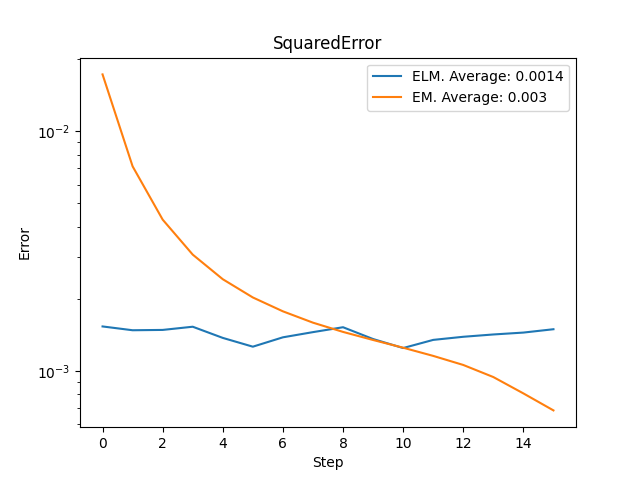 SquaredError
ELM. Average: 0.0014
EM. Average: 0.003
10⁻²
10⁻³
Error
0 2 4 6 8 10 12 14
Step